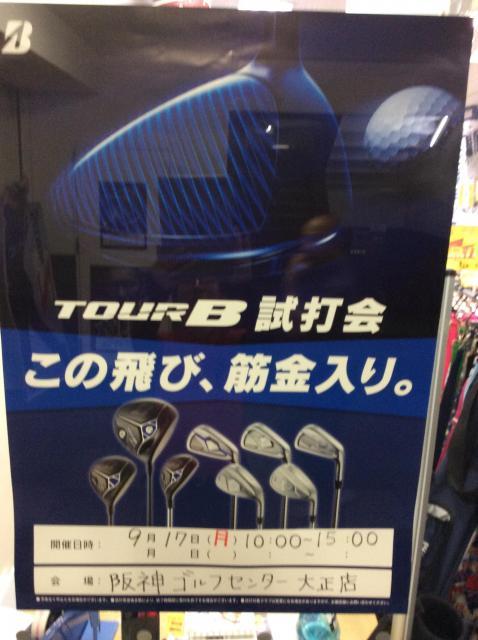 B
TOUR B 試打会
この飛び、筋金入り。
開催日時: 9月17日(月)10:00~15:00
月 日( ) : ~ :
会 場: 阪神ゴルフセンター大正店